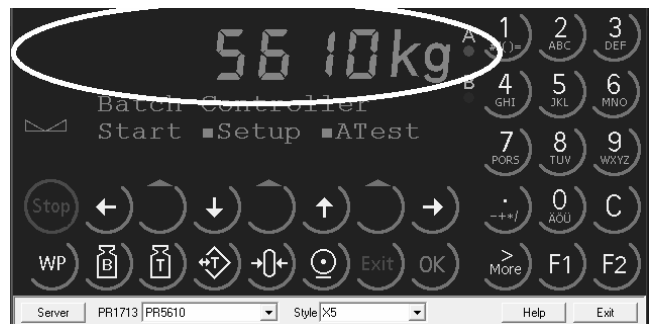 5610kg
A
B
Batch Controller
Start ■Setup ■ATest
1 2 ABC 3 DEF
4 GHI 5 JKL 6 MNO
7 PQRS 8 TUV 9 WXYZ
Stop . -+*/ 0 ÄÖÜ C
WP B T T 0 Exit OK > More F1 F2
Server PR1713 PR5610 Style X5 Help Exit